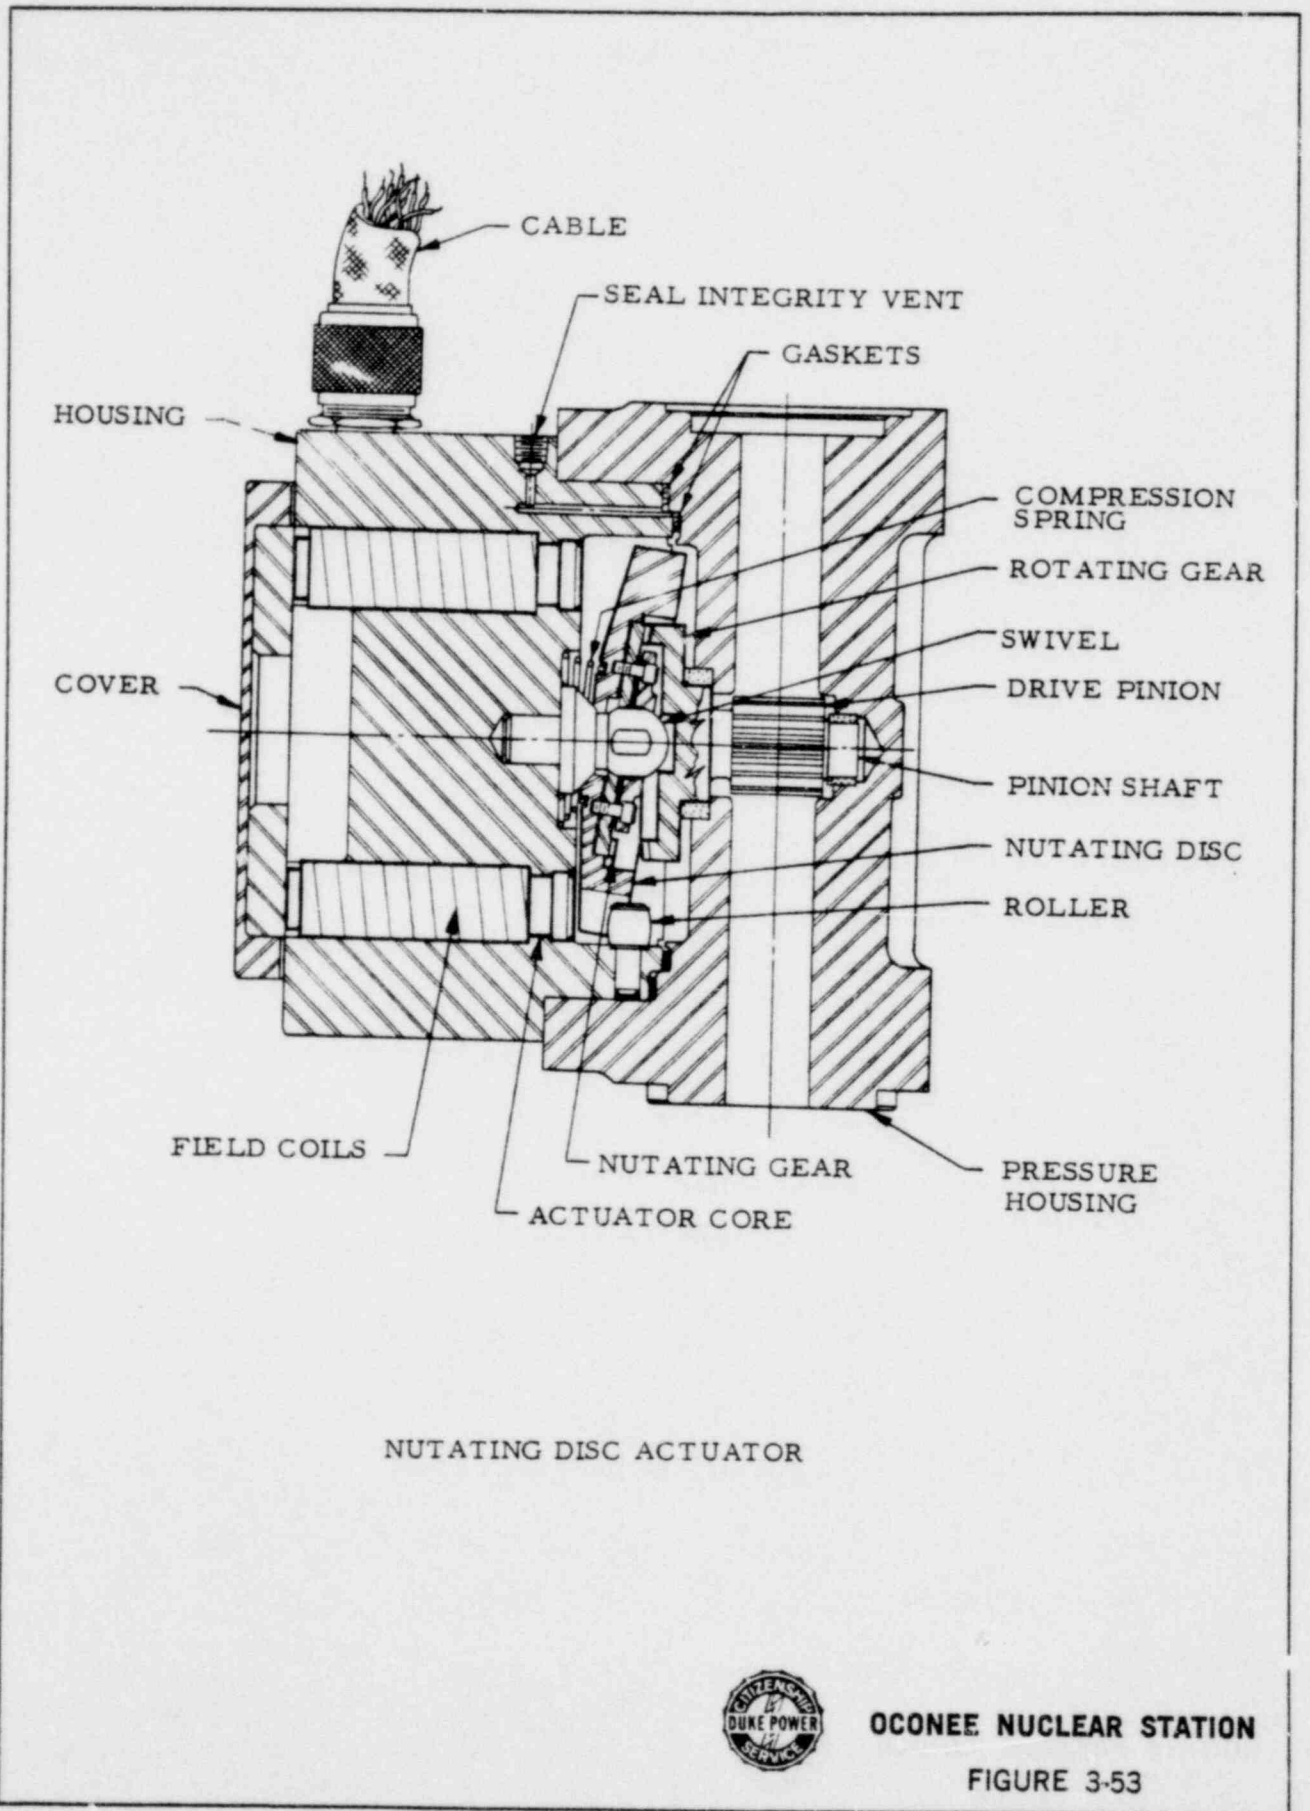 CABLE
SEAL INTEGRITY VENT
GASKETS
HOUSING
COMPRESSION
SPRING
ROTATING GEAR
SWIVEL
COVER
DRIVE PINION
PINION SHAFT
NUTATING DISC
ROLLER
FIELD COILS
NUTATING GEAR
PRESSURE
HOUSING
ACTUATOR CORE
NUTATING DISC ACTUATOR
CITIZENSHIP
DUKE POWER
SERVICE
OCONEE NUCLEAR STATION
FIGURE 3-53